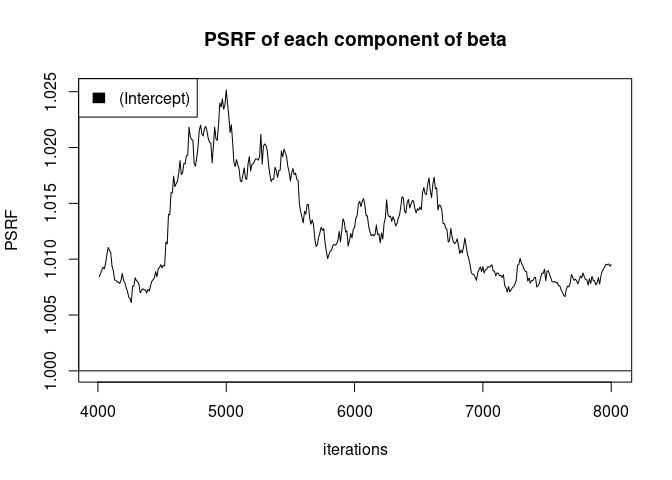 PSRF of each component of beta
(Intercept)
PSRF
1.025
1.020
1.015
1.010
1.005
1.000
4000 5000 6000 7000 8000
iterations